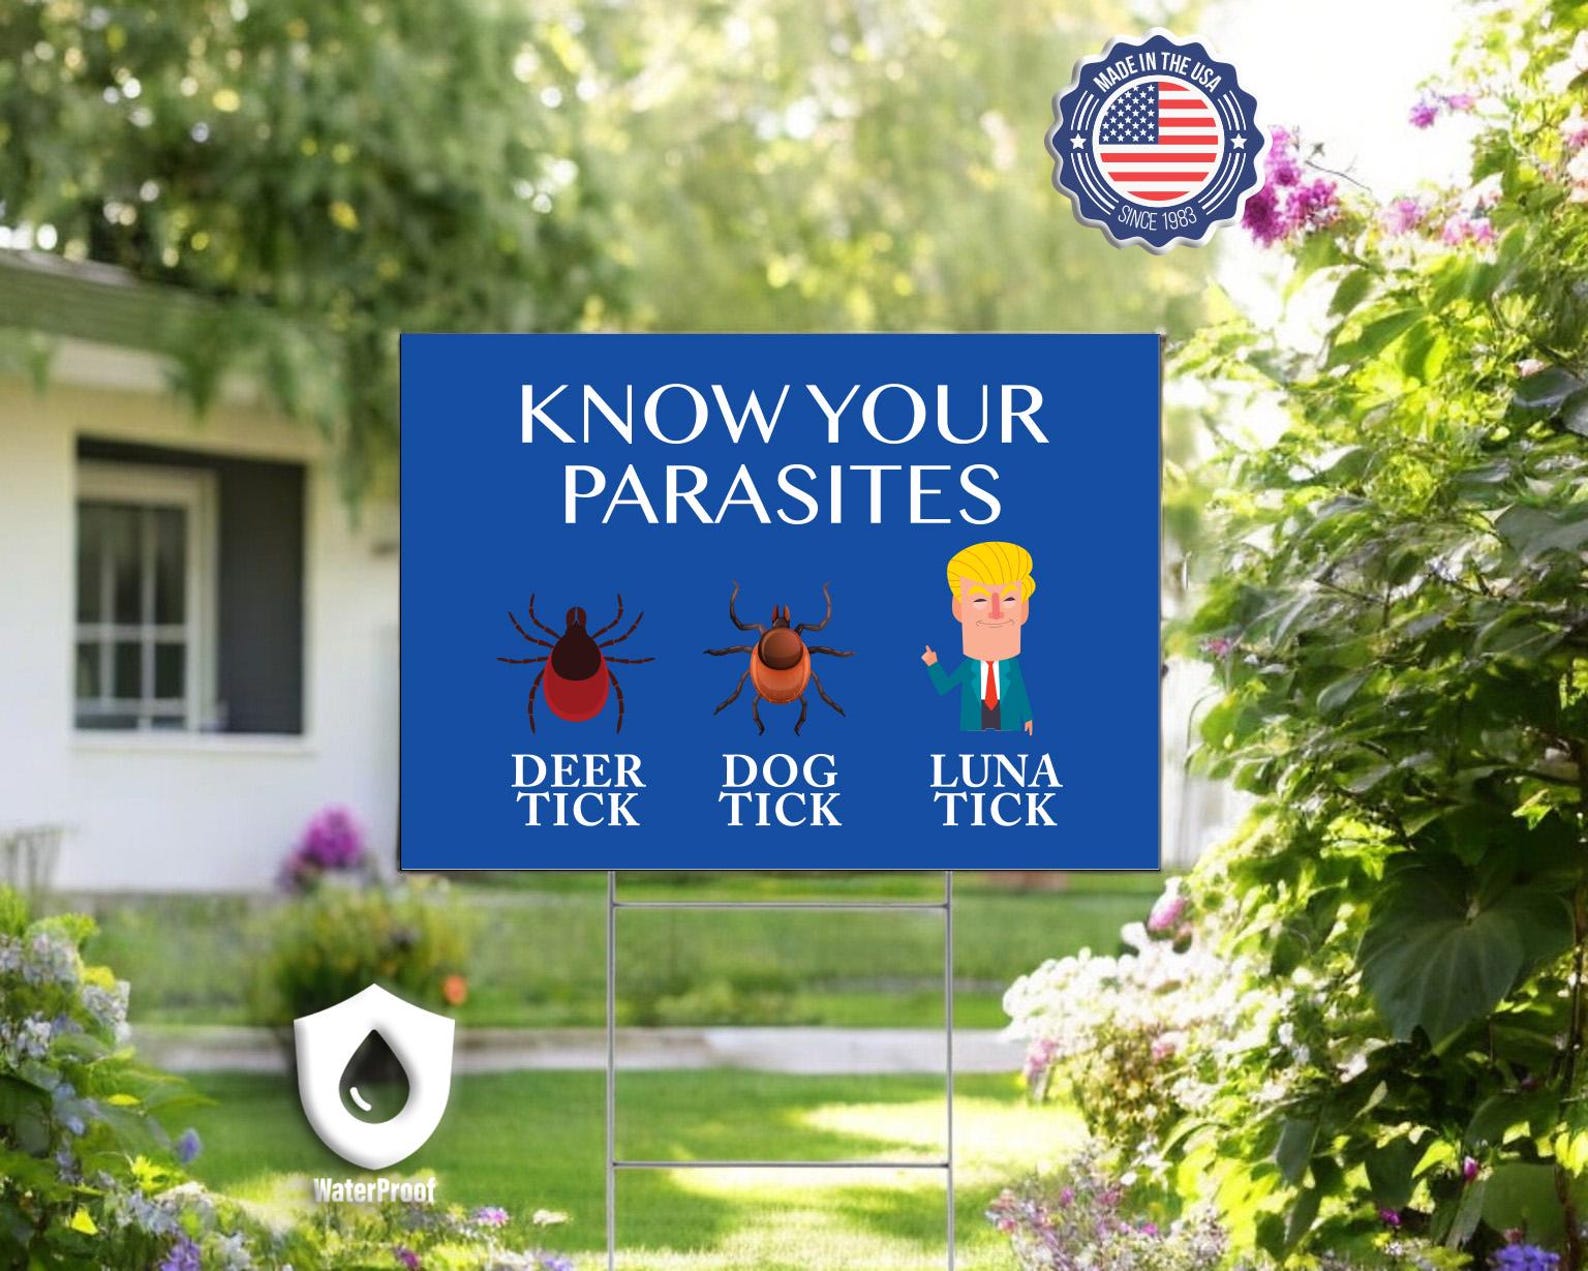 MADE IN THE USA
SINCE 1983
KNOW YOUR
PARASITES
DEER
TICK
DOG
TICK
LUNA
TICK
WaterProof